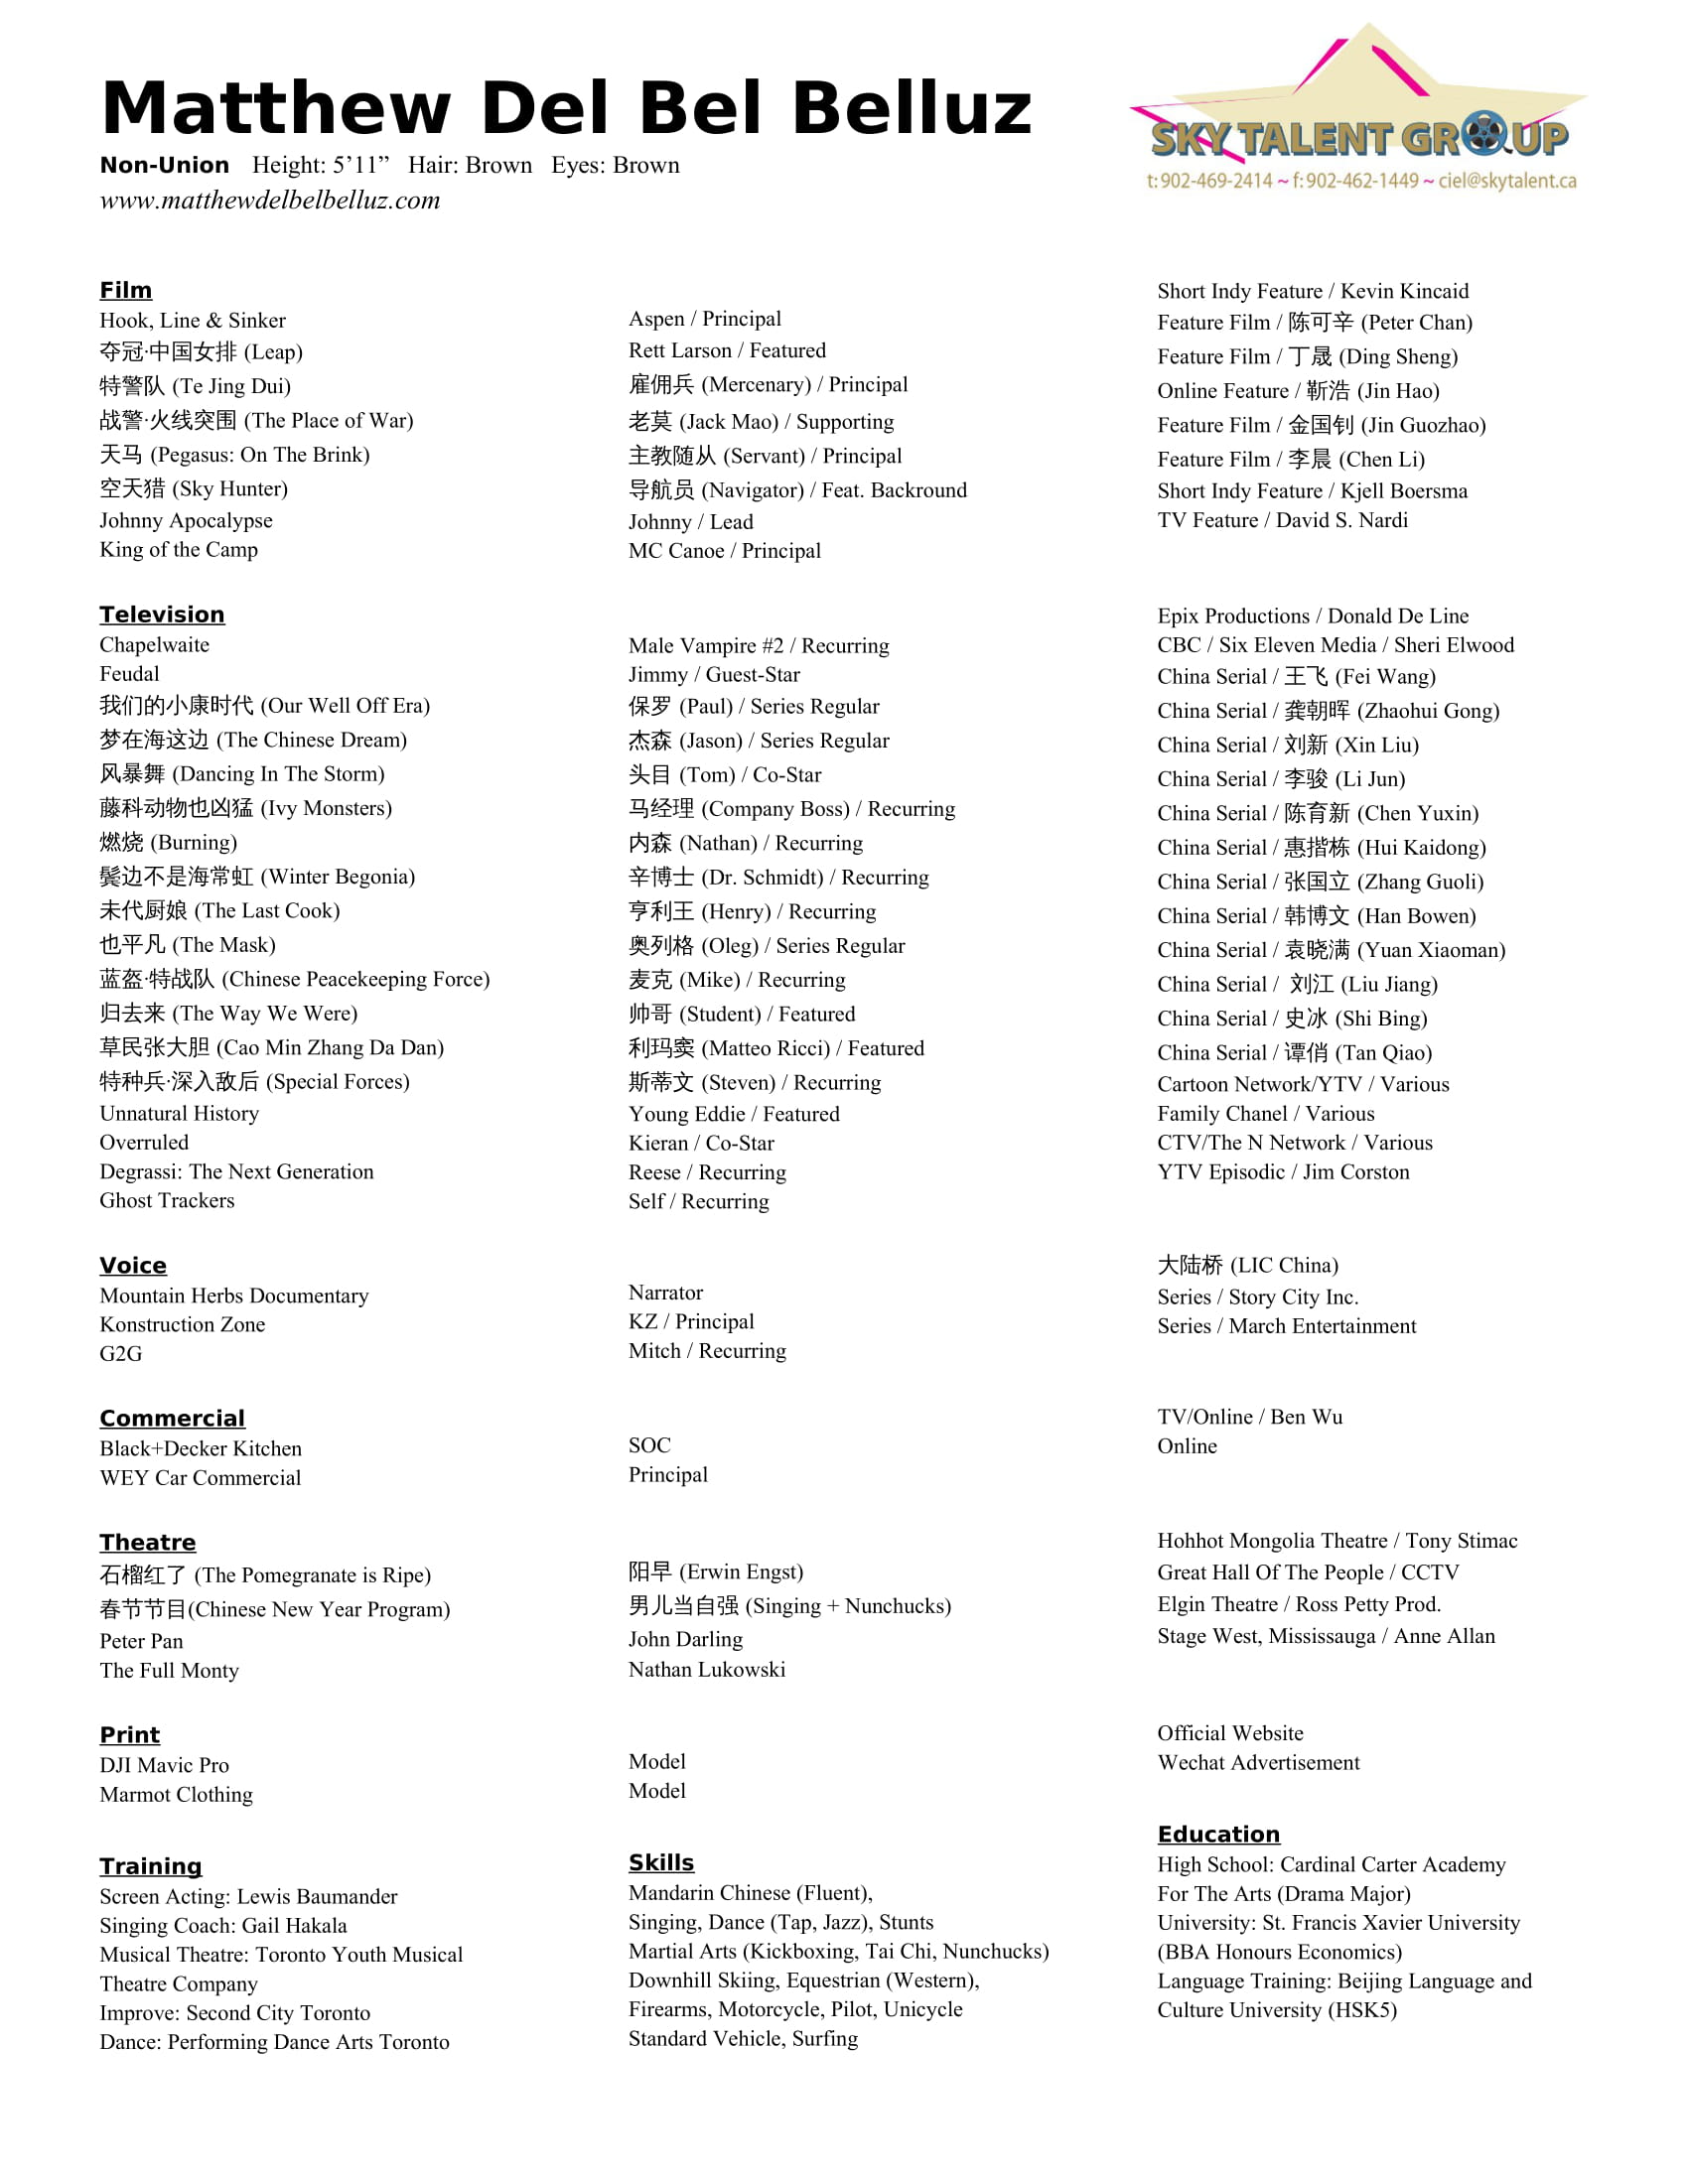 Matthew Del Bel Belluz
Non-Union Height: 5’11” Hair: Brown Eyes: Brown
www.matthewdelbelbelluz.com
SKY TALENT GROUP
t:902-469-2414 ~ f:902-462-1449 ~ ciel@skytalent.ca
Film
Hook, Line & Sinker
夺冠·中国女排 (Leap)
特警队 (Te Jing Dui)
战警·火线突围 (The Place of War)
天马 (Pegasus: On The Brink)
空天猎 (Sky Hunter)
Johnny Apocalypse
King of the Camp
Aspen / Principal
Rett Larson / Featured
雇佣兵 (Mercenary) / Principal
老莫 (Jack Mao) / Supporting
主教随从 (Servant) / Principal
导航员 (Navigator) / Feat. Backround
Johnny / Lead
MC Canoe / Principal
Short Indy Feature / Kevin Kincaid
Feature Film / 陈可辛 (Peter Chan)
Feature Film / 丁晟 (Ding Sheng)
Online Feature / 靳浩 (Jin Hao)
Feature Film / 金国钊 (Jin Guozhao)
Feature Film / 李晨 (Chen Li)
Short Indy Feature / Kjell Boersma
TV Feature / David S. Nardi
Television
Chapelwaite
Feudal
我们的小康时代 (Our Well Off Era)
梦在海这边 (The Chinese Dream)
风暴舞 (Dancing In The Storm)
藤科动物也凶猛 (Ivy Monsters)
燃烧 (Burning)
鬓边不是海常虹 (Winter Begonia)
未代厨娘 (The Last Cook)
也平凡 (The Mask)
蓝盔·特战队 (Chinese Peacekeeping Force)
归去来 (The Way We Were)
草民张大胆 (Cao Min Zhang Da Dan)
特种兵·深入敌后 (Special Forces)
Unnatural History
Overruled
Degrassi: The Next Generation
Ghost Trackers
Male Vampire #2 / Recurring
Jimmy / Guest-Star
保罗 (Paul) / Series Regular
杰森 (Jason) / Series Regular
头目 (Tom) / Co-Star
马经理 (Company Boss) / Recurring
内森 (Nathan) / Recurring
辛博士 (Dr. Schmidt) / Recurring
亨利王 (Henry) / Recurring
奥列格 (Oleg) / Series Regular
麦克 (Mike) / Recurring
帅哥 (Student) / Featured
利玛窦 (Matteo Ricci) / Featured
斯蒂文 (Steven) / Recurring
Young Eddie / Featured
Kieran / Co-Star
Reese / Recurring
Self / Recurring
Epix Productions / Donald De Line
CBC / Six Eleven Media / Sheri Elwood
China Serial / 王飞 (Fei Wang)
China Serial / 龚朝晖 (Zhaohui Gong)
China Serial / 刘新 (Xin Liu)
China Serial / 李骏 (Li Jun)
China Serial / 陈育新 (Chen Yuxin)
China Serial / 惠揩栋 (Hui Kaidong)
China Serial / 张国立 (Zhang Guoli)
China Serial / 韩博文 (Han Bowen)
China Serial / 袁晓满 (Yuan Xiaoman)
China Serial / 刘江 (Liu Jiang)
China Serial / 史冰 (Shi Bing)
China Serial / 谭俏 (Tan Qiao)
Cartoon Network/YTV / Various
Family Chanel / Various
CTV/The N Network / Various
YTV Episodic / Jim Corston
Voice
Mountain Herbs Documentary
Konstruction Zone
G2G
Narrator
KZ / Principal
Mitch / Recurring
大陆桥 (LIC China)
Series / Story City Inc.
Series / March Entertainment
Commercial
Black+Decker Kitchen
WEY Car Commercial
SOC
Principal
TV/Online / Ben Wu
Online
Theatre
石榴红了 (The Pomegranate is Ripe)
春节节目(Chinese New Year Program)
Peter Pan
The Full Monty
阳早 (Erwin Engst)
男儿当自强 (Singing + Nunchucks)
John Darling
Nathan Lukowski
Hohhot Mongolia Theatre / Tony Stimac
Great Hall Of The People / CCTV
Elgin Theatre / Ross Petty Prod.
Stage West, Mississauga / Anne Allan
Print
DJI Mavic Pro
Marmot Clothing
Model
Model
Official Website
Wechat Advertisement
Training
Screen Acting: Lewis Baumander
Singing Coach: Gail Hakala
Musical Theatre: Toronto Youth Musical
Theatre Company
Improve: Second City Toronto
Dance: Performing Dance Arts Toronto
Skills
Mandarin Chinese (Fluent),
Singing, Dance (Tap, Jazz), Stunts
Martial Arts (Kickboxing, Tai Chi, Nunchucks)
Downhill Skiing, Equestrian (Western),
Firearms, Motorcycle, Pilot, Unicycle
Standard Vehicle, Surfing
Education
High School: Cardinal Carter Academy
For The Arts (Drama Major)
University: St. Francis Xavier University
(BBA Honours Economics)
Language Training: Beijing Language and
Culture University (HSK5)